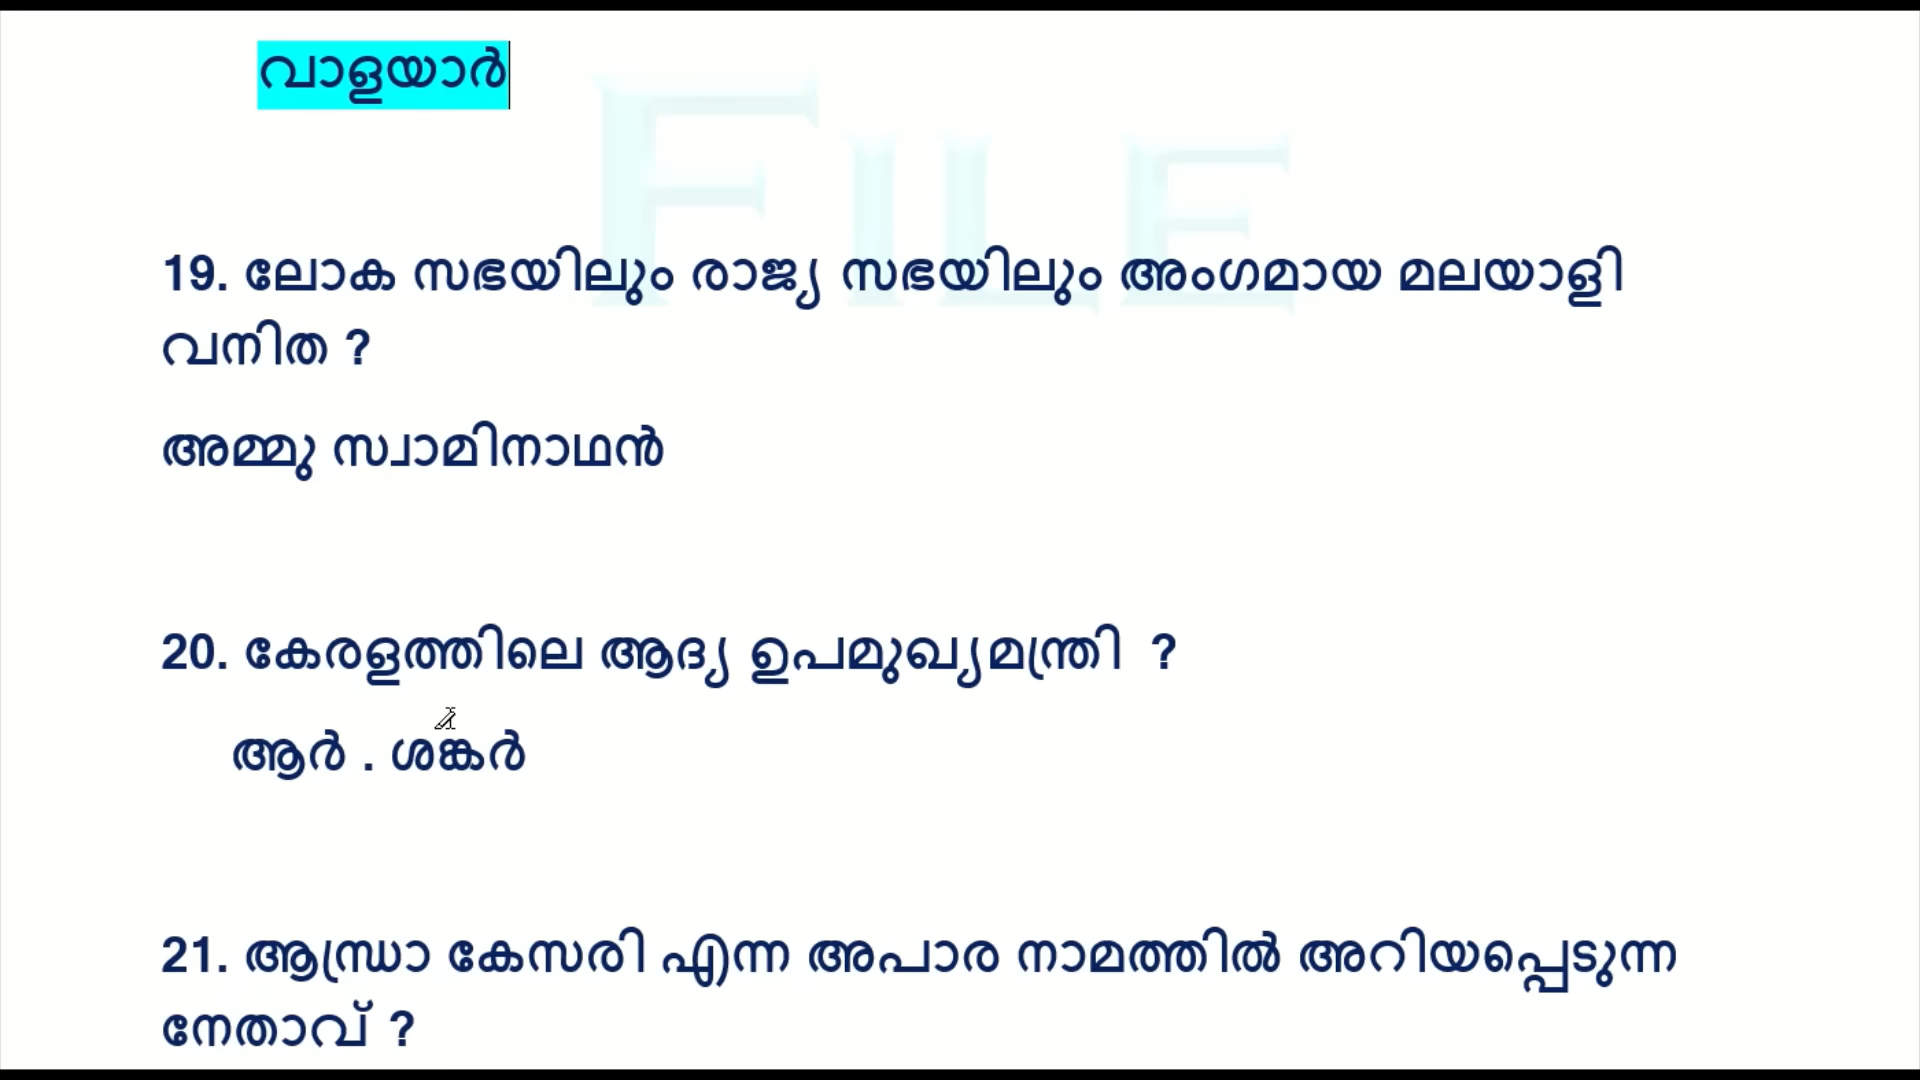 വാളയാർ
FILE
19. ലോക സഭയിലും രാജ്യ സഭയിലും അംഗമായ മലയാളി
വനിത ?
അമ്മു സ്വാമിനാഥൻ
20. കേരളത്തിലെ ആദ്യ ഉപമുഖ്യമന്ത്രി ?
ആർ . ശങ്കർ
21. ആന്ധ്രാ കേസരി എന്ന അപാര നാമത്തിൽ അറിയപ്പെടുന്ന
നേതാവ് ?